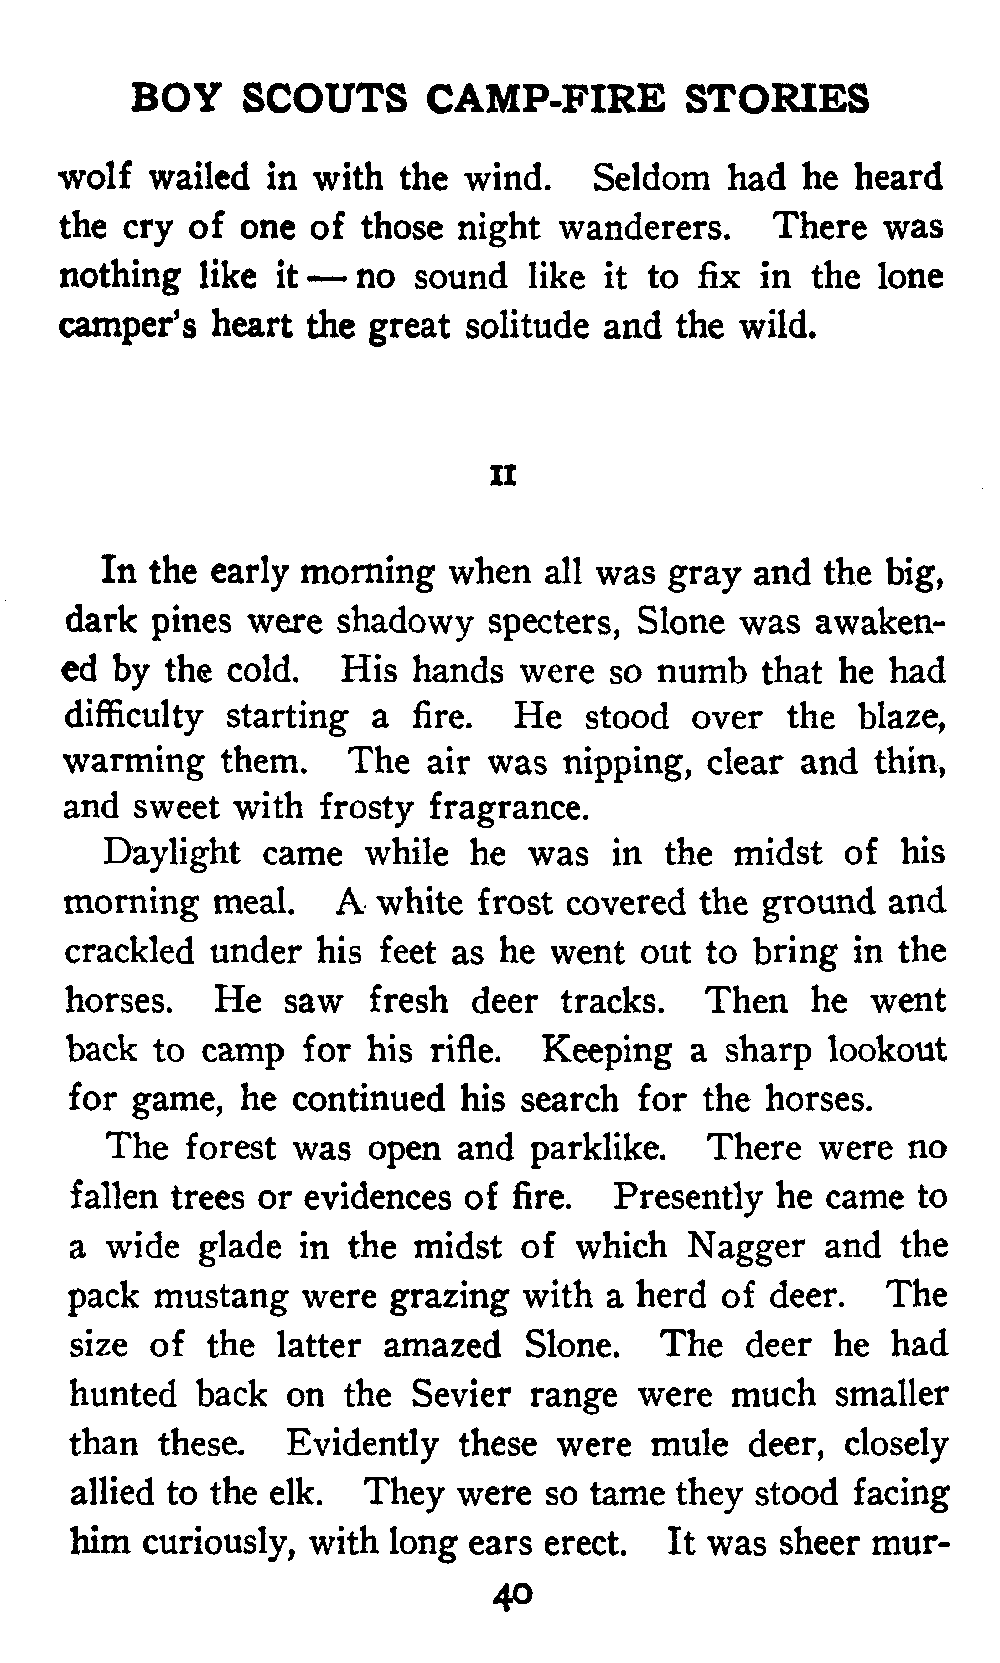 BOY SCOUTS CAMP-FIRE STORIES
wolf wailed in with the wind. Seldom had he heard
the cry of one of those night wanderers. There was
nothing like it — no sound like it to fix in the lone
camper's heart the great solitude and the wild.
II
In the early morning when all was gray and the big,
dark pines were shadowy specters, Slone was awaken-
ed by the cold. His hands were so numb that he had
difficulty starting a fire. He stood over the blaze,
warming them. The air was nipping, clear and thin,
and sweet with frosty fragrance.
Daylight came while he was in the midst of his
morning meal. A white frost covered the ground and
crackled under his feet as he went out to bring in the
horses. He saw fresh deer tracks. Then he went
back to camp for his rifle. Keeping a sharp lookout
for game, he continued his search for the horses.
The forest was open and parklike. There were no
fallen trees or evidences of fire. Presently he came to
a wide glade in the midst of which Nagger and the
pack mustang were grazing with a herd of deer. The
size of the latter amazed Slone. The deer he had
hunted back on the Sevier range were much smaller
than these. Evidently these were mule deer, closely
allied to the elk. They were so tame they stood facing
him curiously, with long ears erect. It was sheer mur-
40